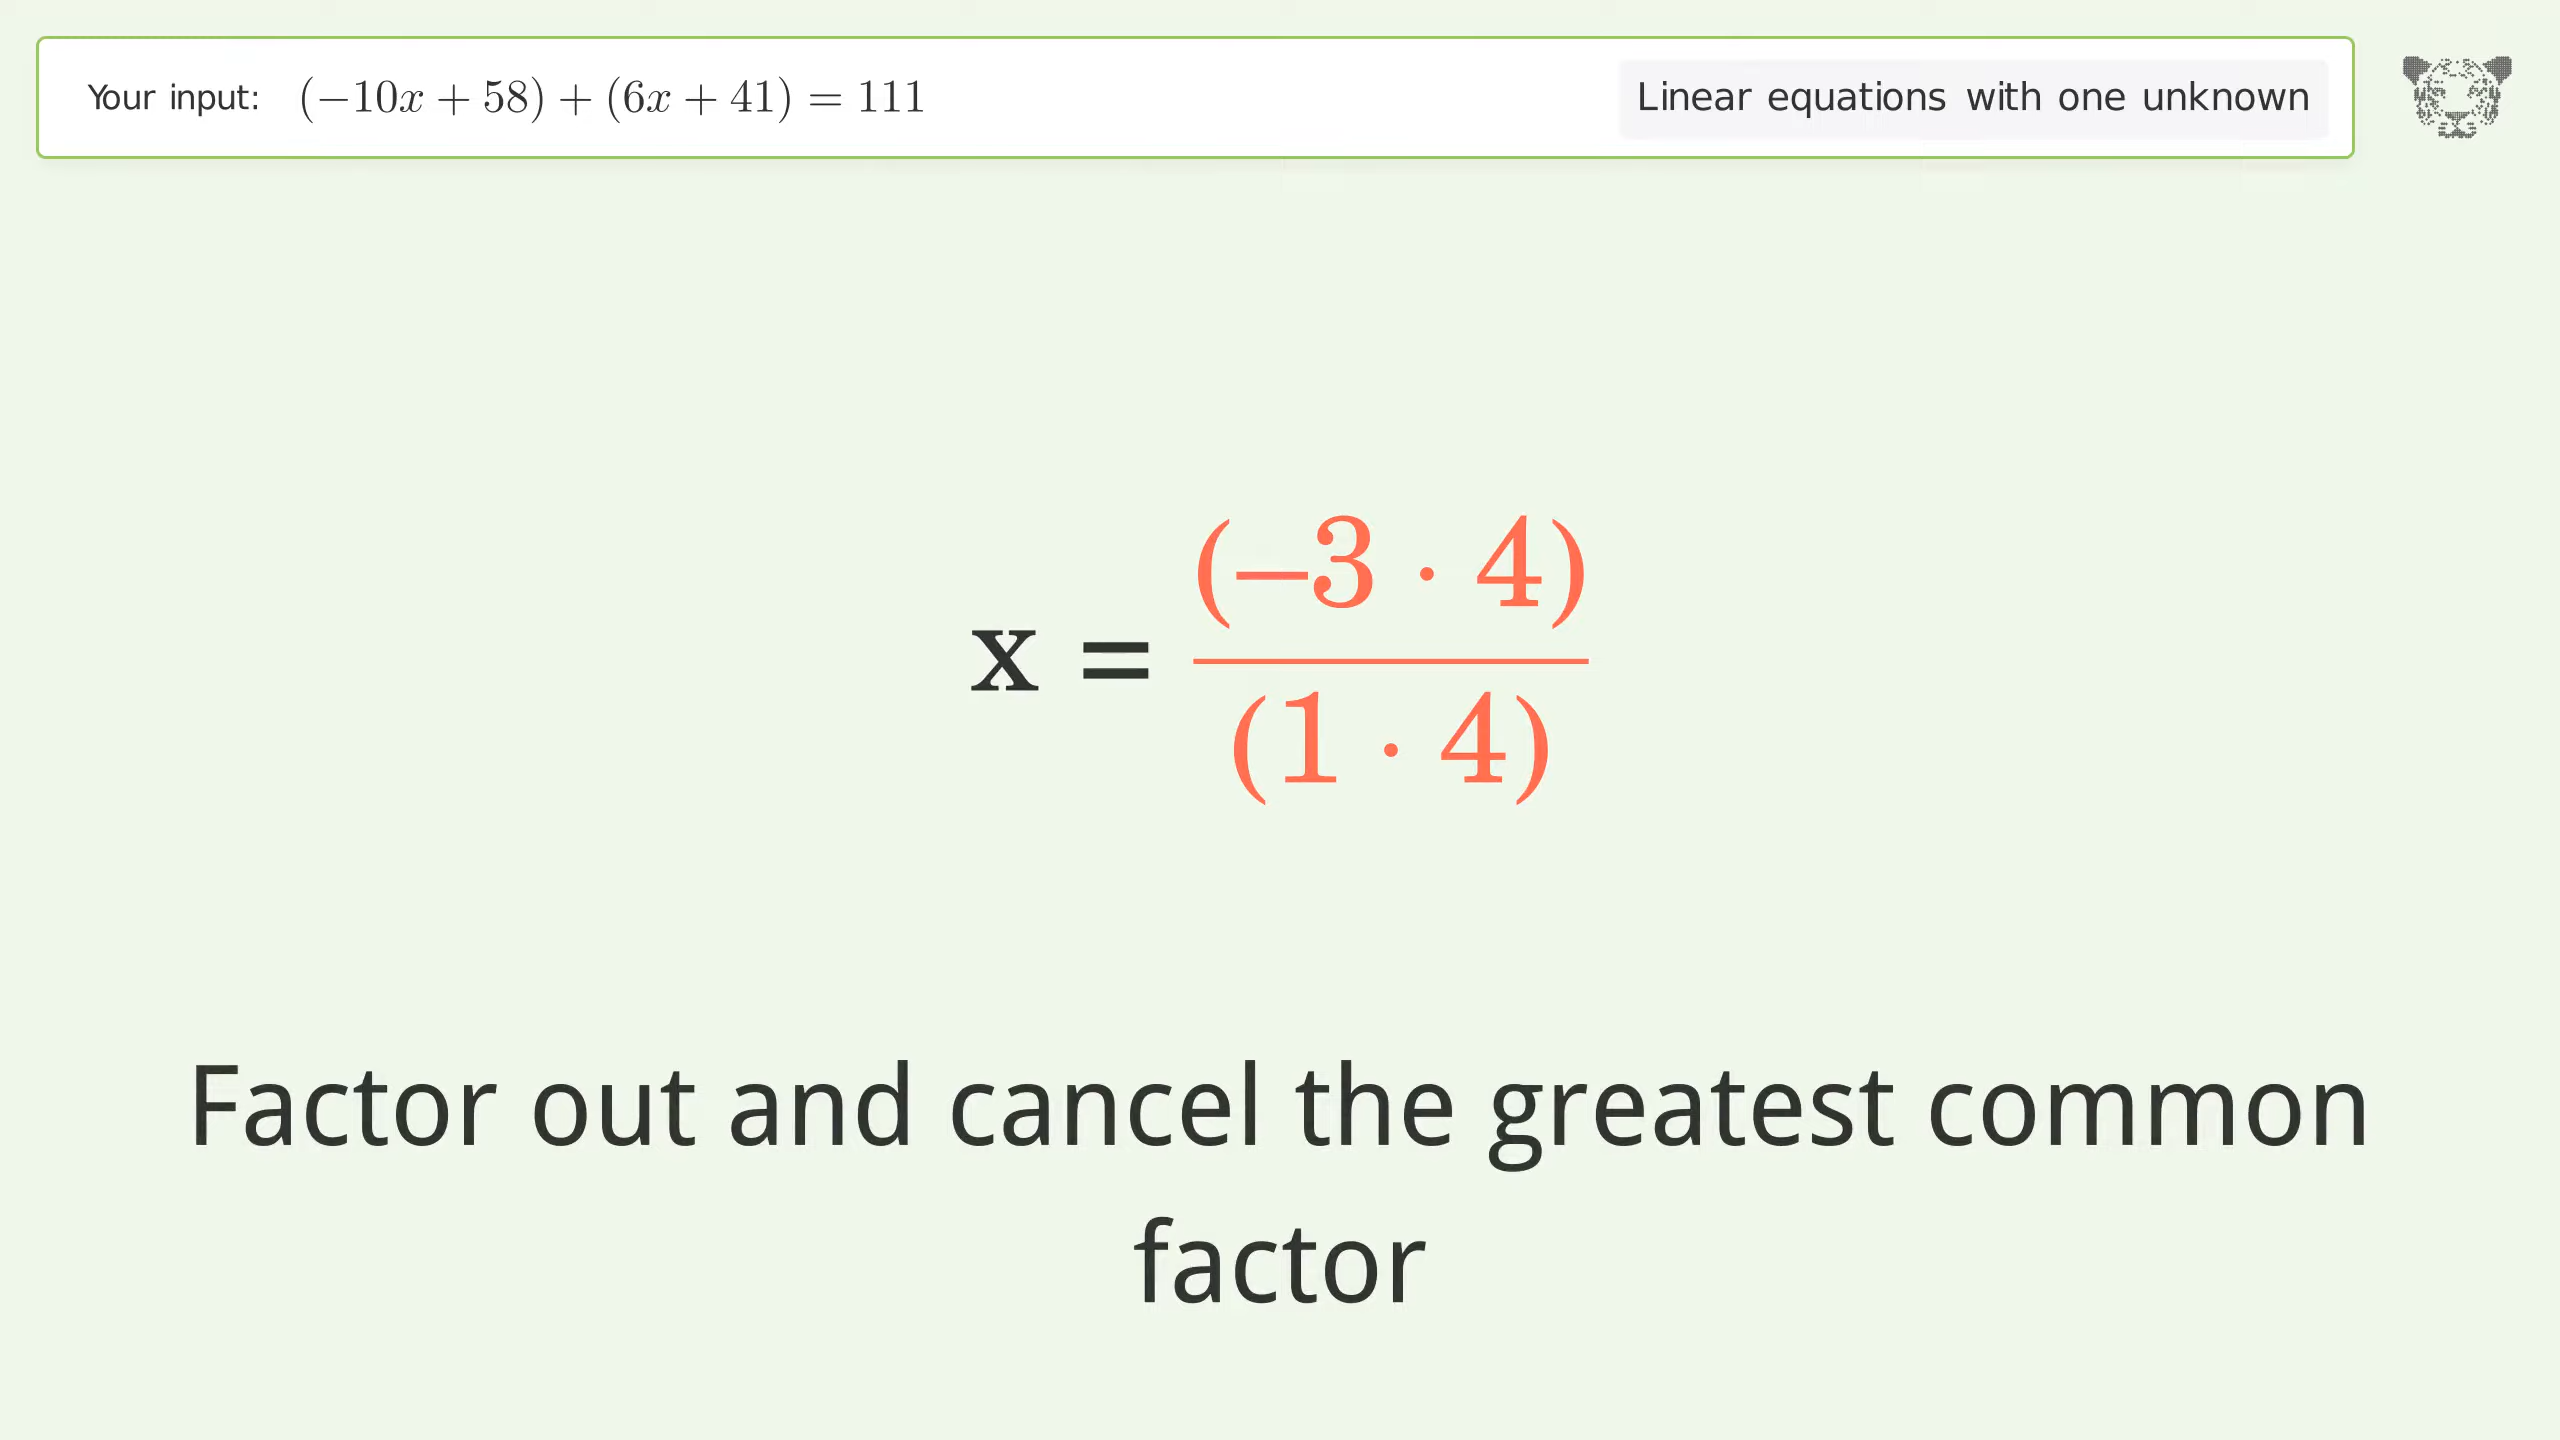 Your input: (−10x + 58) + (6x + 41) = 111
Linear equations with one unknown
x = (−3 · 4) / (1 · 4)
Factor out and cancel the greatest common
factor